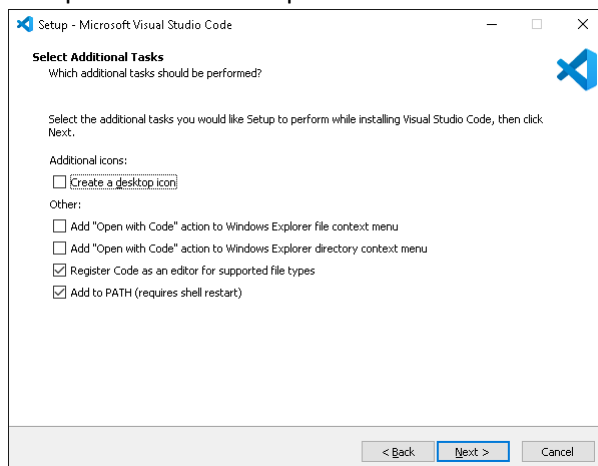 Setup - Microsoft Visual Studio Code
Select Additional Tasks
Which additional tasks should be performed?
Select the additional tasks you would like Setup to perform while installing Visual Studio Code, then click
Next.
Additional icons:
Create a desktop icon
Other:
Add "Open with Code" action to Windows Explorer file context menu
Add "Open with Code" action to Windows Explorer directory context menu
Register Code as an editor for supported file types
Add to PATH (requires shell restart)
< Back
Next >
Cancel